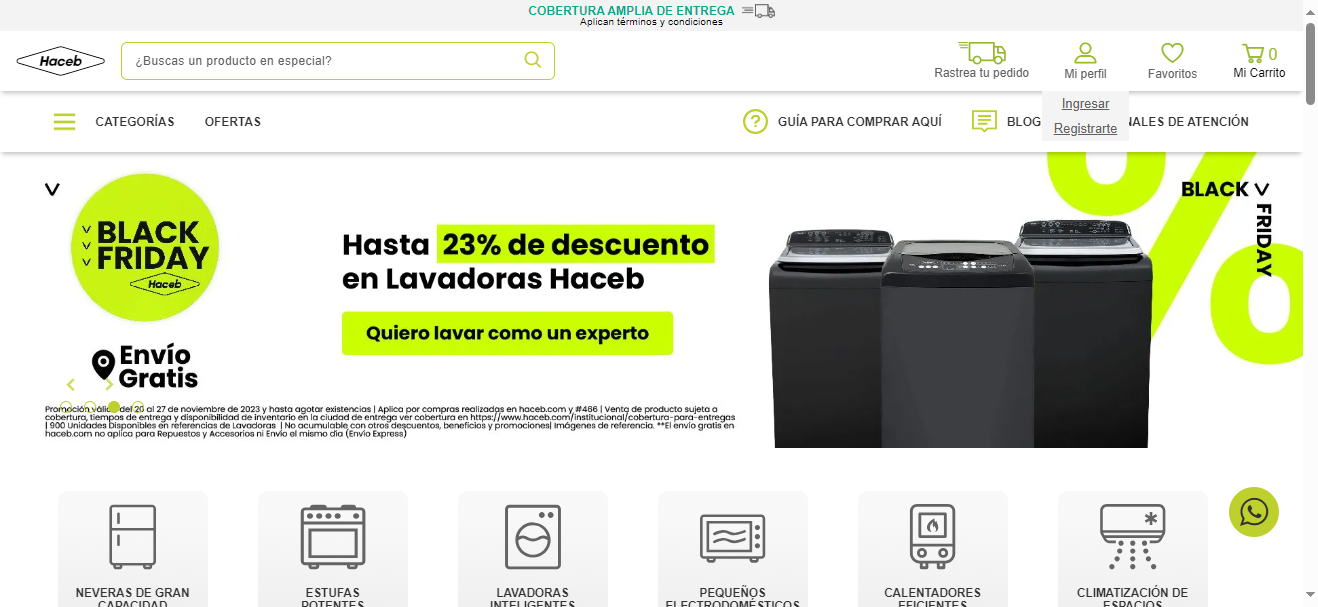 COBERTURA AMPLIA DE ENTREGA
Aplican términos y condiciones
Haceb
¿Buscas un producto en especial?
Rastrea tu pedido
Mi perfil
Favoritos
0
Mi Carrito
Ingresar
Registrarte
CATEGORÍAS
OFERTAS
GUÍA PARA COMPRAR AQUÍ
BLOG
NALES DE ATENCIÓN
BLACK
FRIDAY
Haceb
Envío
Gratis
Hasta 23% de descuento
en Lavadoras Haceb
Quiero lavar como un experto
BLACK
FRIDAY
Promoción válida del 20 al 27 de noviembre de 2023 y hasta agotar existencias | Aplica por compras realizadas en haceb.com y #466 | Venta de producto sujeta a
cobertura, tiempos de entrega y disponibilidad de inventario en la ciudad de entrega ver cobertura en https://www.haceb.com/institucional/cobertura-para-entregas
| 900 Unidades Disponibles en referencias de Lavadoras | No acumulable con otros descuentos, beneficios y promociones| Imágenes de referencia. **El envío gratis en
haceb.com no aplica para Repuestos y Accesorios ni Envío el mismo día (Envío Express)
NEVERAS DE GRAN
CAPACIDAD
ESTUFAS
POTENTES
LAVADORAS
INTELIGENTES
PEQUEÑOS
ELECTRODOMÉSTICOS
CALENTADORES
EFICIENTES
CLIMATIZACIÓN DE
ESPACIOS